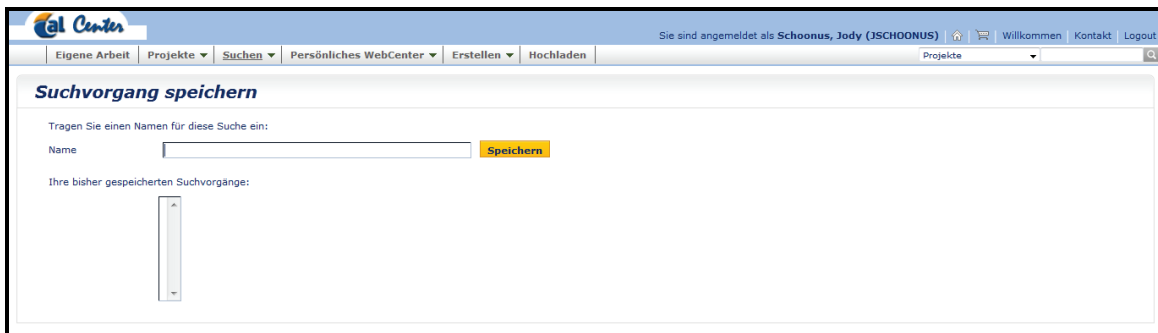 Cal Center
Sie sind angemeldet als Schoonus, Jody (JSCHOONUS) | Willkommen | Kontakt | Logout
Eigene Arbeit | Projekte ▼ | Suchen ▼ | Persönliches WebCenter ▼ | Erstellen ▼ | Hochladen | Projekte
Suchvorgang speichern
Tragen Sie einen Namen für diese Suche ein:
Name Speichern
Ihre bisher gespeicherten Suchvorgänge: